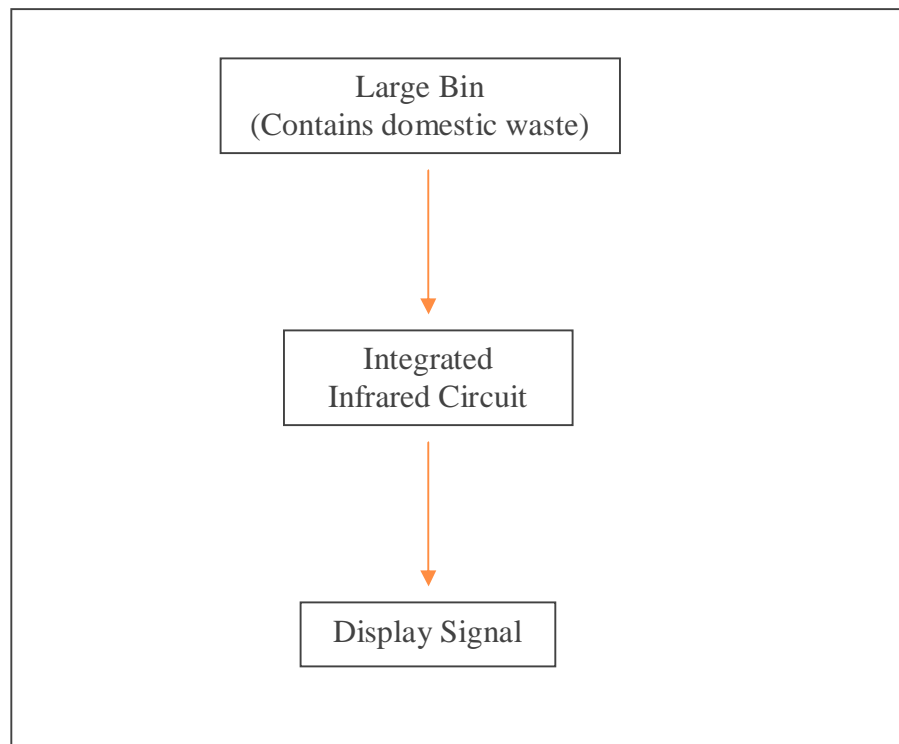 Large Bin
(Contains domestic waste)
Integrated
Infrared Circuit
Display Signal